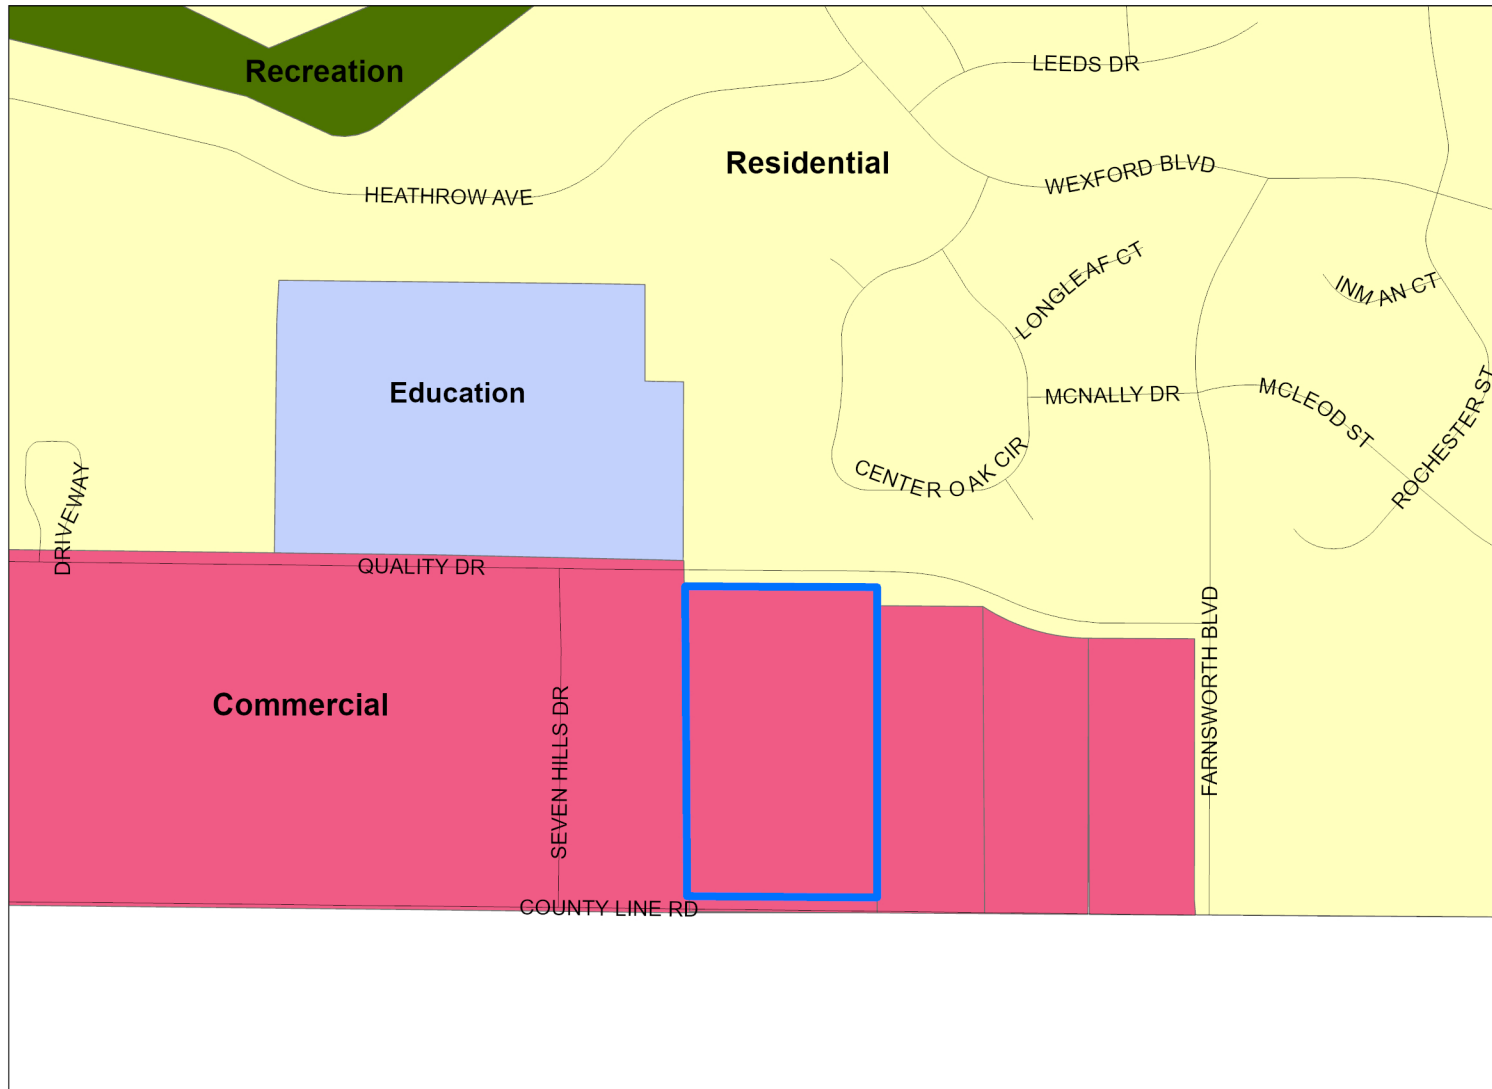 Recreation
LEEDS DR
Residential
WEXFORD BLVD
HEATHROW AVE
LONGLEAF CT
INMAN CT
Education
MCNALLY DR
MCLEOD ST
ROCHESTER ST
CENTER OAK CIR
DRIVEWAY
QUALITY DR
FARNSWORTH BLVD
Commercial
SEVEN HILLS DR
COUNTY LINE RD